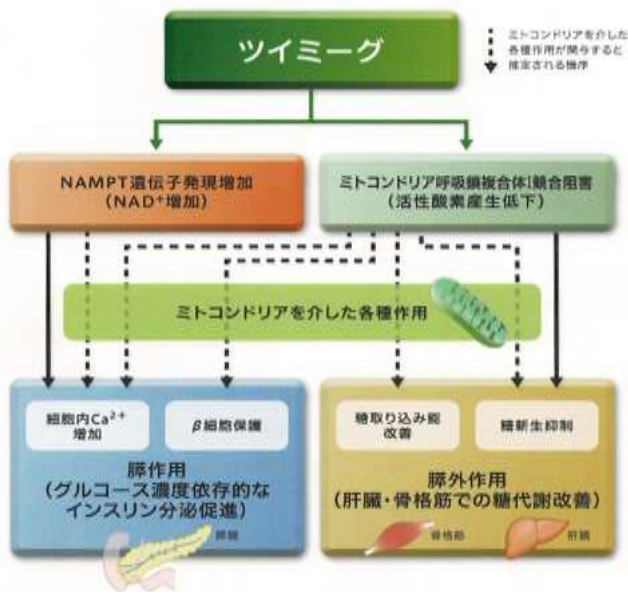 ツイミーグ
ミトコンドリアを介した
各種作用が関与すると
推定される機序
NAMPT遺伝子発現増加
(NAD⁺増加)
ミトコンドリア呼吸鎖複合体Ⅰ競合阻害
(活性酸素産生低下)
ミトコンドリアを介した各種作用
細胞内Ca²⁺
増加
β細胞保護
膵作用
(グルコース濃度依存的な
インスリン分泌促進)
膵臓
糖取り込み能
改善
糖新生抑制
膵外作用
(肝臓・骨格筋での糖代謝改善)
骨格筋
肝臓